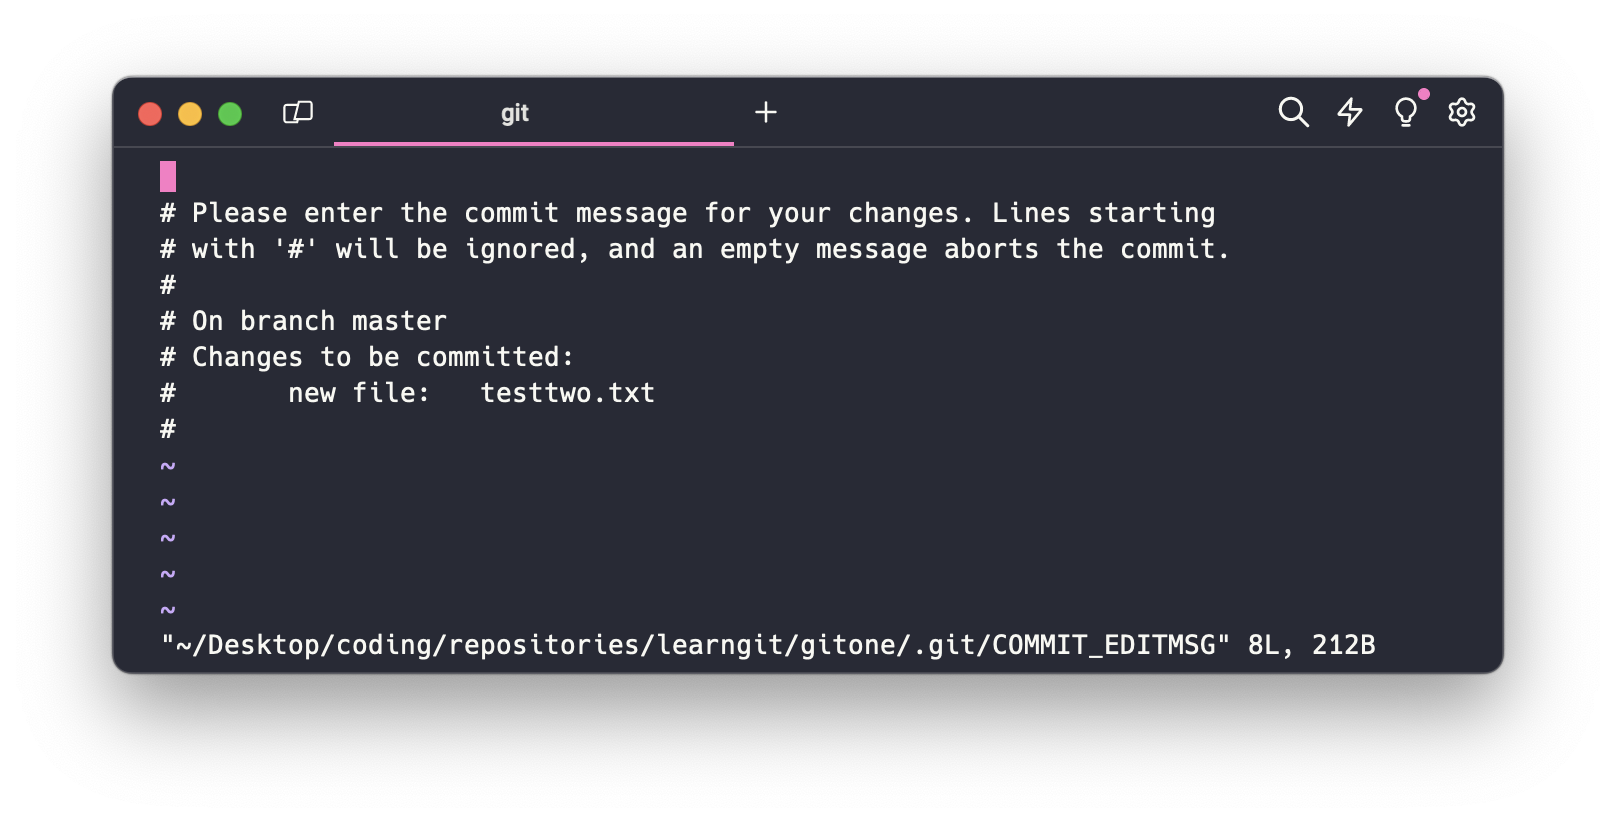 git
# Please enter the commit message for your changes. Lines starting
# with '#' will be ignored, and an empty message aborts the commit.
#
# On branch master
# Changes to be committed:
#       new file:   testtwo.txt
#
~
~
~
~
~
"~/Desktop/coding/repositories/learngit/gitone/.git/COMMIT_EDITMSG" 8L, 212B